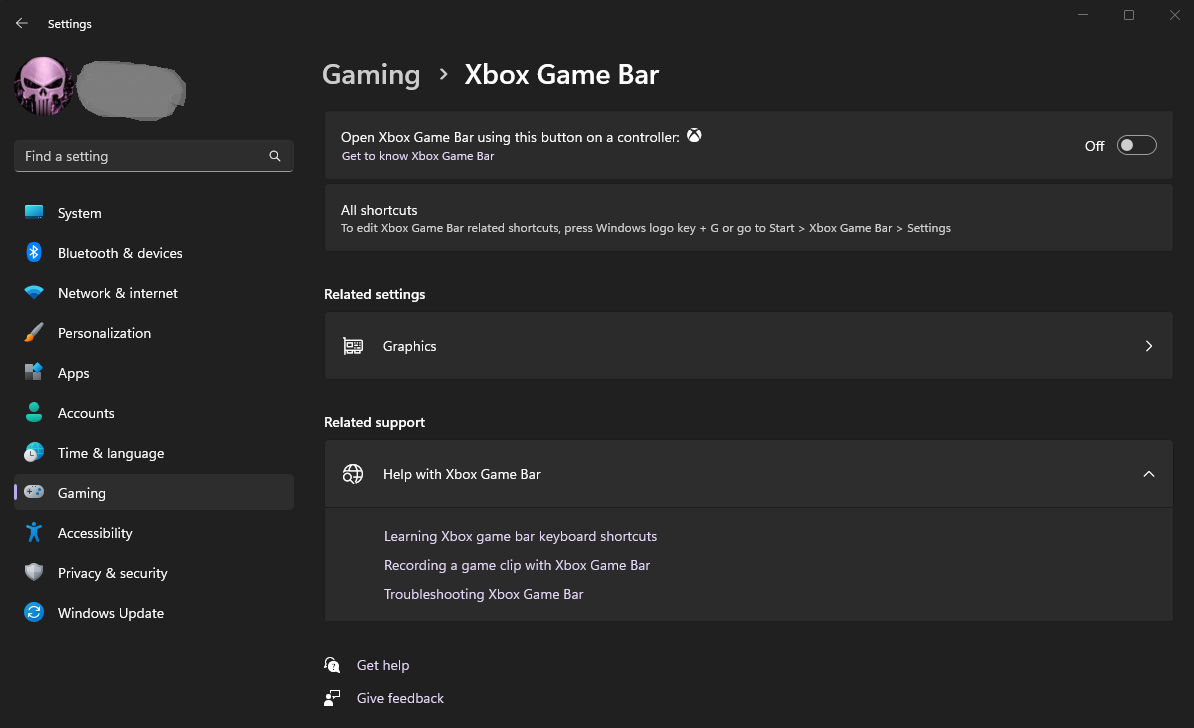 Settings
Find a setting
System
Bluetooth & devices
Network & internet
Personalization
Apps
Accounts
Time & language
Gaming
Accessibility
Privacy & security
Windows Update
Gaming > Xbox Game Bar
Open Xbox Game Bar using this button on a controller:
Get to know Xbox Game Bar
Off
All shortcuts
To edit Xbox Game Bar related shortcuts, press Windows logo key + G or go to Start > Xbox Game Bar > Settings
Related settings
Graphics
Related support
Help with Xbox Game Bar
Learning Xbox game bar keyboard shortcuts
Recording a game clip with Xbox Game Bar
Troubleshooting Xbox Game Bar
Get help
Give feedback